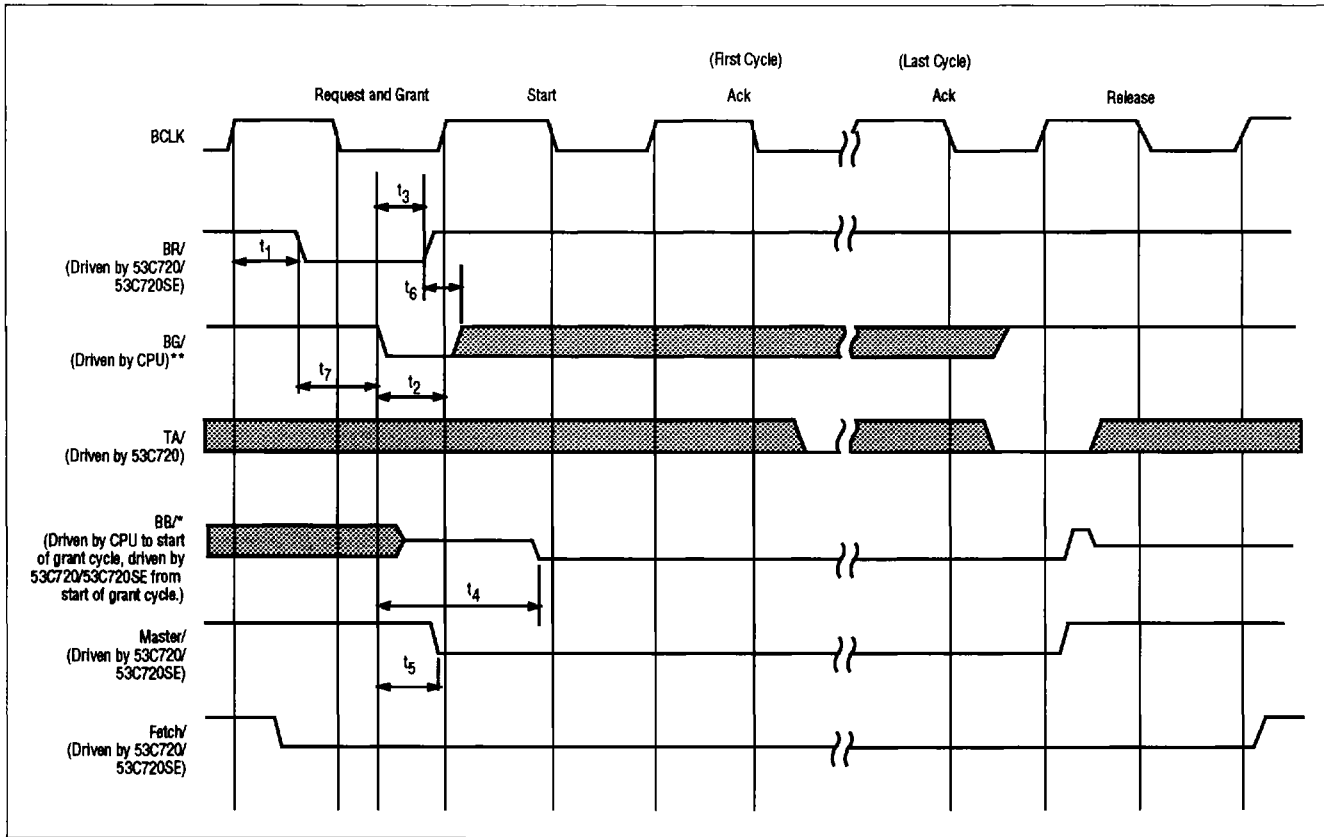 (First Cycle)
(Last Cycle)
Request and Grant
Start
Ack
Ack
Release
BCLK
t3
BR/
(Driven by 53C720/
53C720SE)
t1
t6
BG/
(Driven by CPU)**
t7
t2
TA/
(Driven by 53C720)
BB/*
(Driven by CPU to start
of grant cycle, driven by
53C720/53C720SE from
start of grant cycle.)
t4
Master/
(Driven by 53C720/
53C720SE)
t5
Fetch/
(Driven by 53C720/
53C720SE)